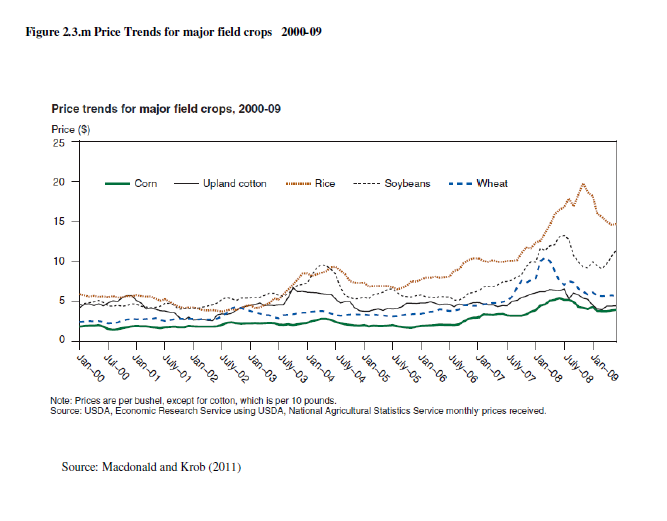 Figure 2.3.m Price Trends for major field crops 2000-09
Price trends for major field crops, 2000-09
Price ($)
25
Corn Upland cotton Rice Soybeans Wheat
20
15
10
5
0
Jan-00 Jul-00 Jan-01 July-01 Jan-02 July-02 Jan-03 July-03 Jan-04 July-04 Jan-05 July-05 Jan-06 July-06 Jan-07 July-07 Jan-08 July-08 Jan-09
Note: Prices are per bushel, except for cotton, which is per 10 pounds.
Source: USDA, Economic Research Service using USDA, National Agricultural Statistics Service monthly prices received.
Source: Macdonald and Krob (2011)